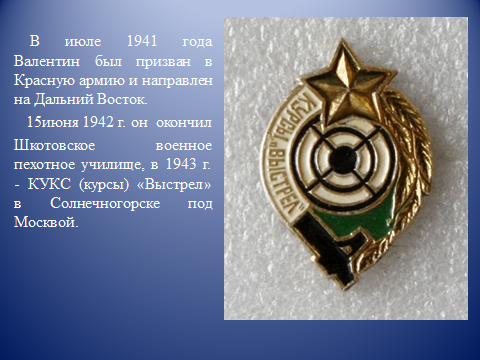 В июле 1941 года
Валентин был призван в
Красную армию и направлен
на Дальний Восток.
15июня 1942 г. он окончил
Шкотовское военное
пехотное училище, в 1943 г.
- КУКС (курсы) «Выстрел»
в Солнечногорске под
Москвой.
КУРСЫ „ВЫСТРЕЛ”